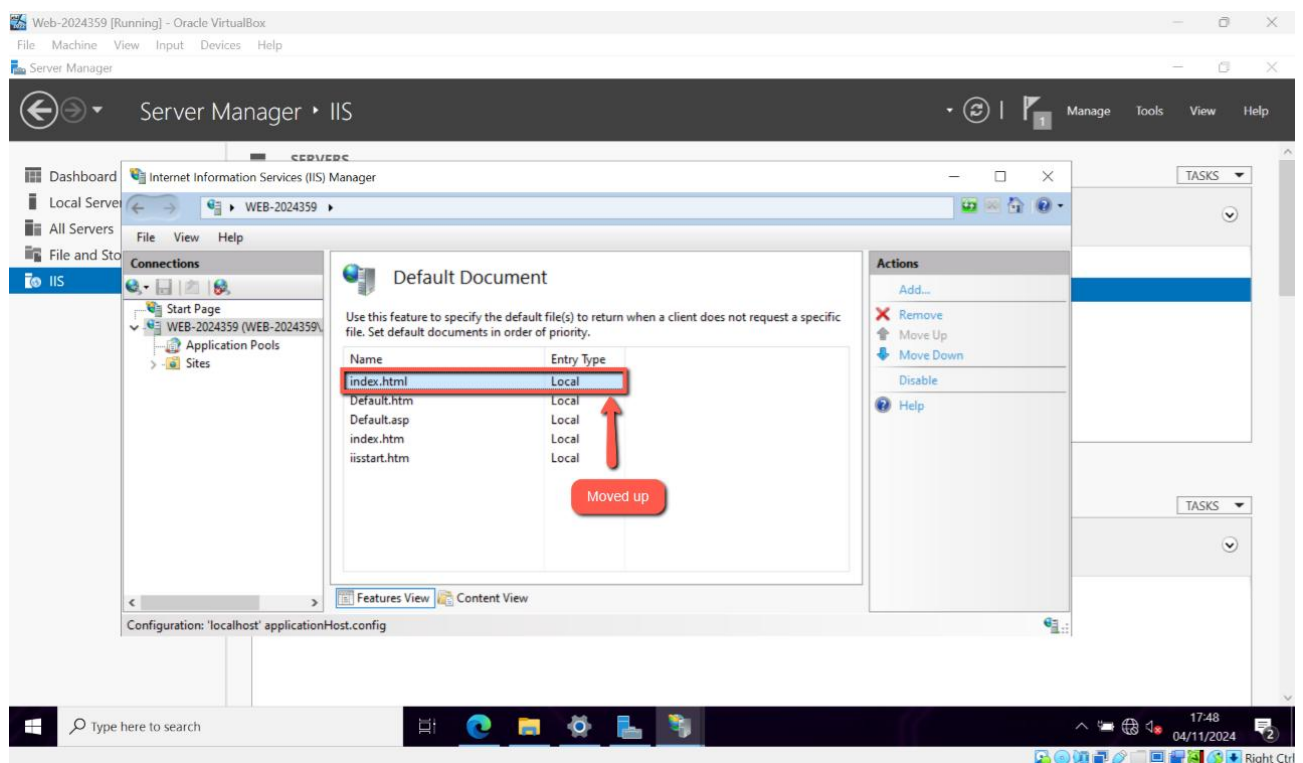 Web-2024359 [Running] - Oracle VirtualBox
File Machine View Input Devices Help
Server Manager
Server Manager ‣ IIS
1
Manage Tools View Help
SERVERS
TASKS
Dashboard
Local Server
All Servers
File and Sto
IIS
Internet Information Services (IIS) Manager
WEB-2024359
File View Help
Connections
Start Page
WEB-2024359 (WEB-2024359\
Application Pools
Sites
Default Document
Use this feature to specify the default file(s) to return when a client does not request a specific
file. Set default documents in order of priority.
Name Entry Type
index.html Local
Default.htm Local
Default.asp Local
index.htm Local
iisstart.htm Local
Moved up
Features View Content View
Configuration: 'localhost' applicationHost.config
Actions
Add...
Remove
Move Up
Move Down
Disable
Help
TASKS
Type here to search
17:48
04/11/2024
2
Right Ctrl